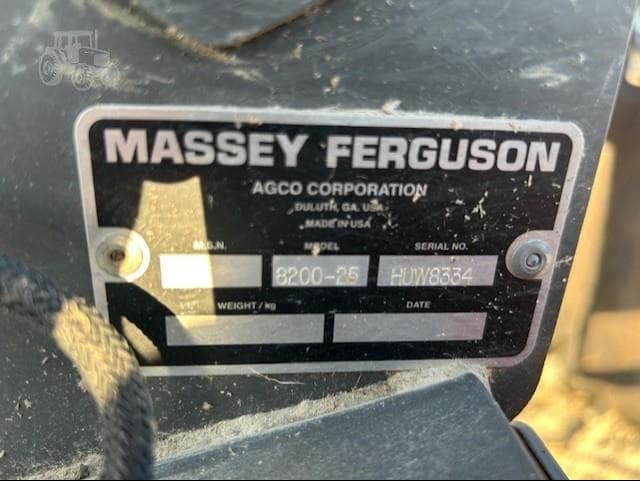 MASSEY FERGUSON
AGCO CORPORATION
DULUTH, GA. USA
MADE IN USA
M.S.N. MODEL SERIAL NO.
8200-25 HUW8334
WEIGHT / kg DATE